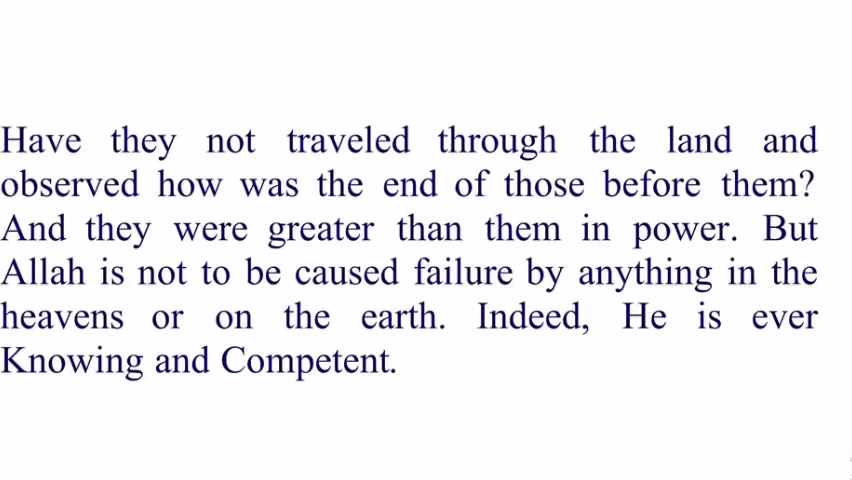 Have they not traveled through the land and
observed how was the end of those before them?
And they were greater than them in power. But
Allah is not to be caused failure by anything in the
heavens or on the earth. Indeed, He is ever
Knowing and Competent.